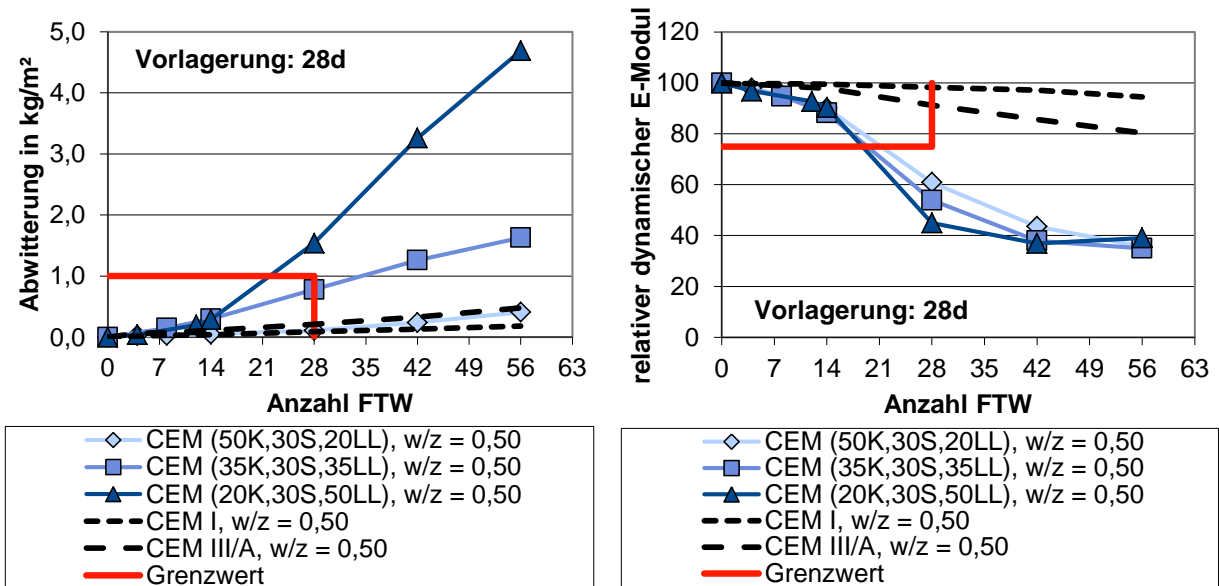 Abwitterung in kg/m²
5,0
4,0
3,0
2,0
1,0
0,0
Vorlagerung: 28d
0 7 14 21 28 35 42 49 56 63
Anzahl FTW
CEM (50K,30S,20LL), w/z = 0,50
CEM (35K,30S,35LL), w/z = 0,50
CEM (20K,30S,50LL), w/z = 0,50
CEM I, w/z = 0,50
CEM III/A, w/z = 0,50
Grenzwert
relativer dynamischer E-Modul
120
100
80
60
40
20
0
Vorlagerung: 28d
0 7 14 21 28 35 42 49 56 63
Anzahl FTW
CEM (50K,30S,20LL), w/z = 0,50
CEM (35K,30S,35LL), w/z = 0,50
CEM (20K,30S,50LL), w/z = 0,50
CEM I, w/z = 0,50
CEM III/A, w/z = 0,50
Grenzwert